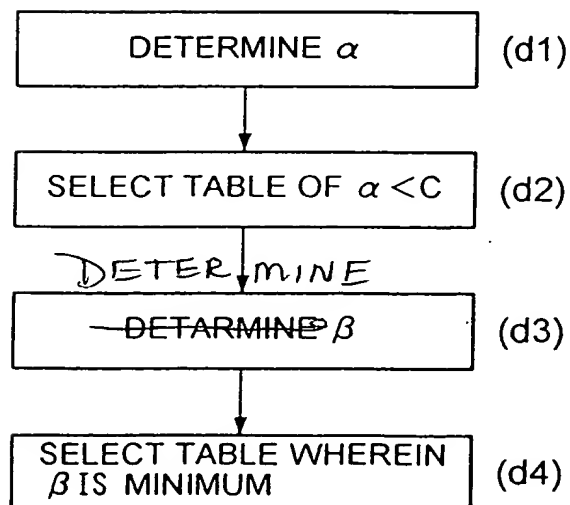 DETERMINE α (d1)
SELECT TABLE OF α < C (d2)
DETERMINE
DETARMINE β (d3)
SELECT TABLE WHEREIN
β IS MINIMUM (d4)